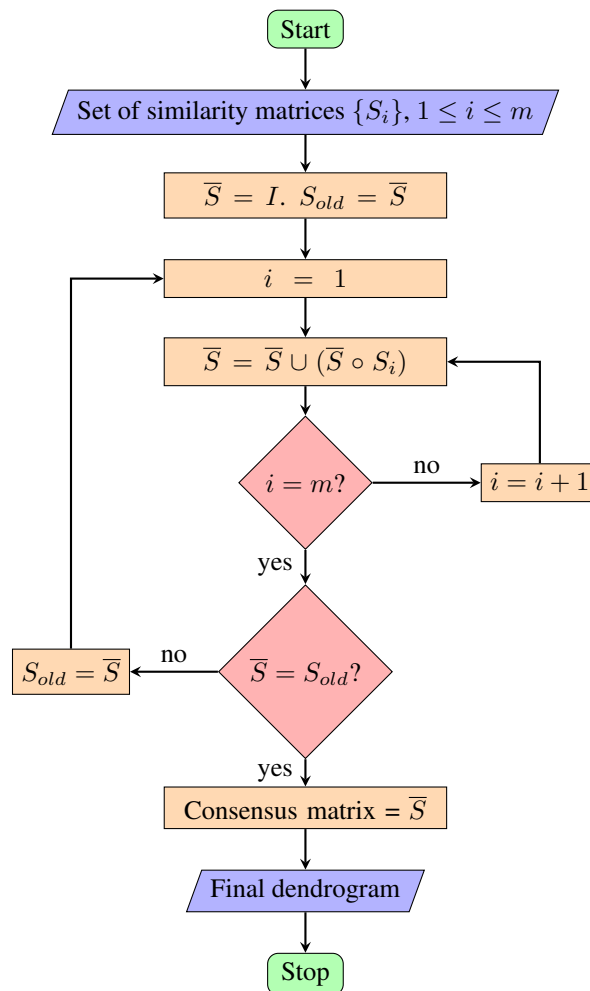 Start
Set of similarity matrices {S_i}, 1 ≤ i ≤ m
S̅ = I. S_old = S̅
i = 1
S̅ = S̅ ∪ (S̅ ∘ S_i)
i = m?
no
i = i + 1
yes
S_old = S̅
no
S̅ = S_old?
yes
Consensus matrix = S̅
Final dendrogram
Stop